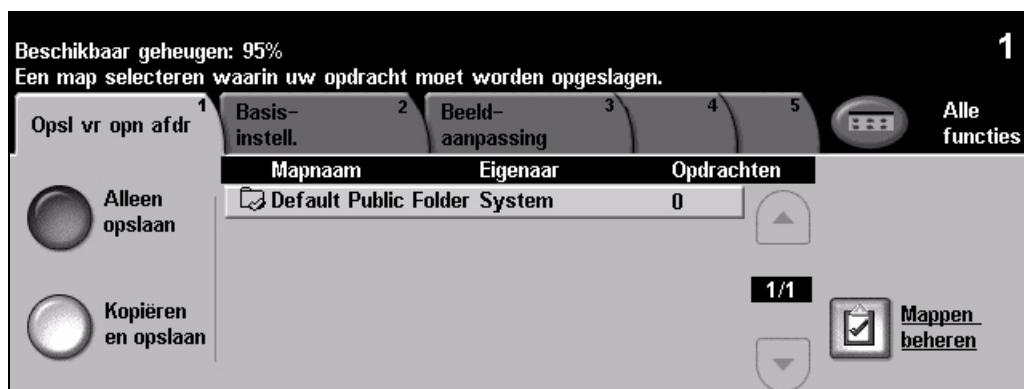 Beschikbaar geheugen: 95%
1
Een map selecteren waarin uw opdracht moet worden opgeslagen.
Opsl vr opn afdr 1
Basis-
instell. 2
Beeld-
aanpassing 3
4
5
Alle
functies
Mapnaam Eigenaar Opdrachten
Default Public Folder System 0
Alleen
opslaan
1/1
Kopiëren
en opslaan
Mappen
beheren